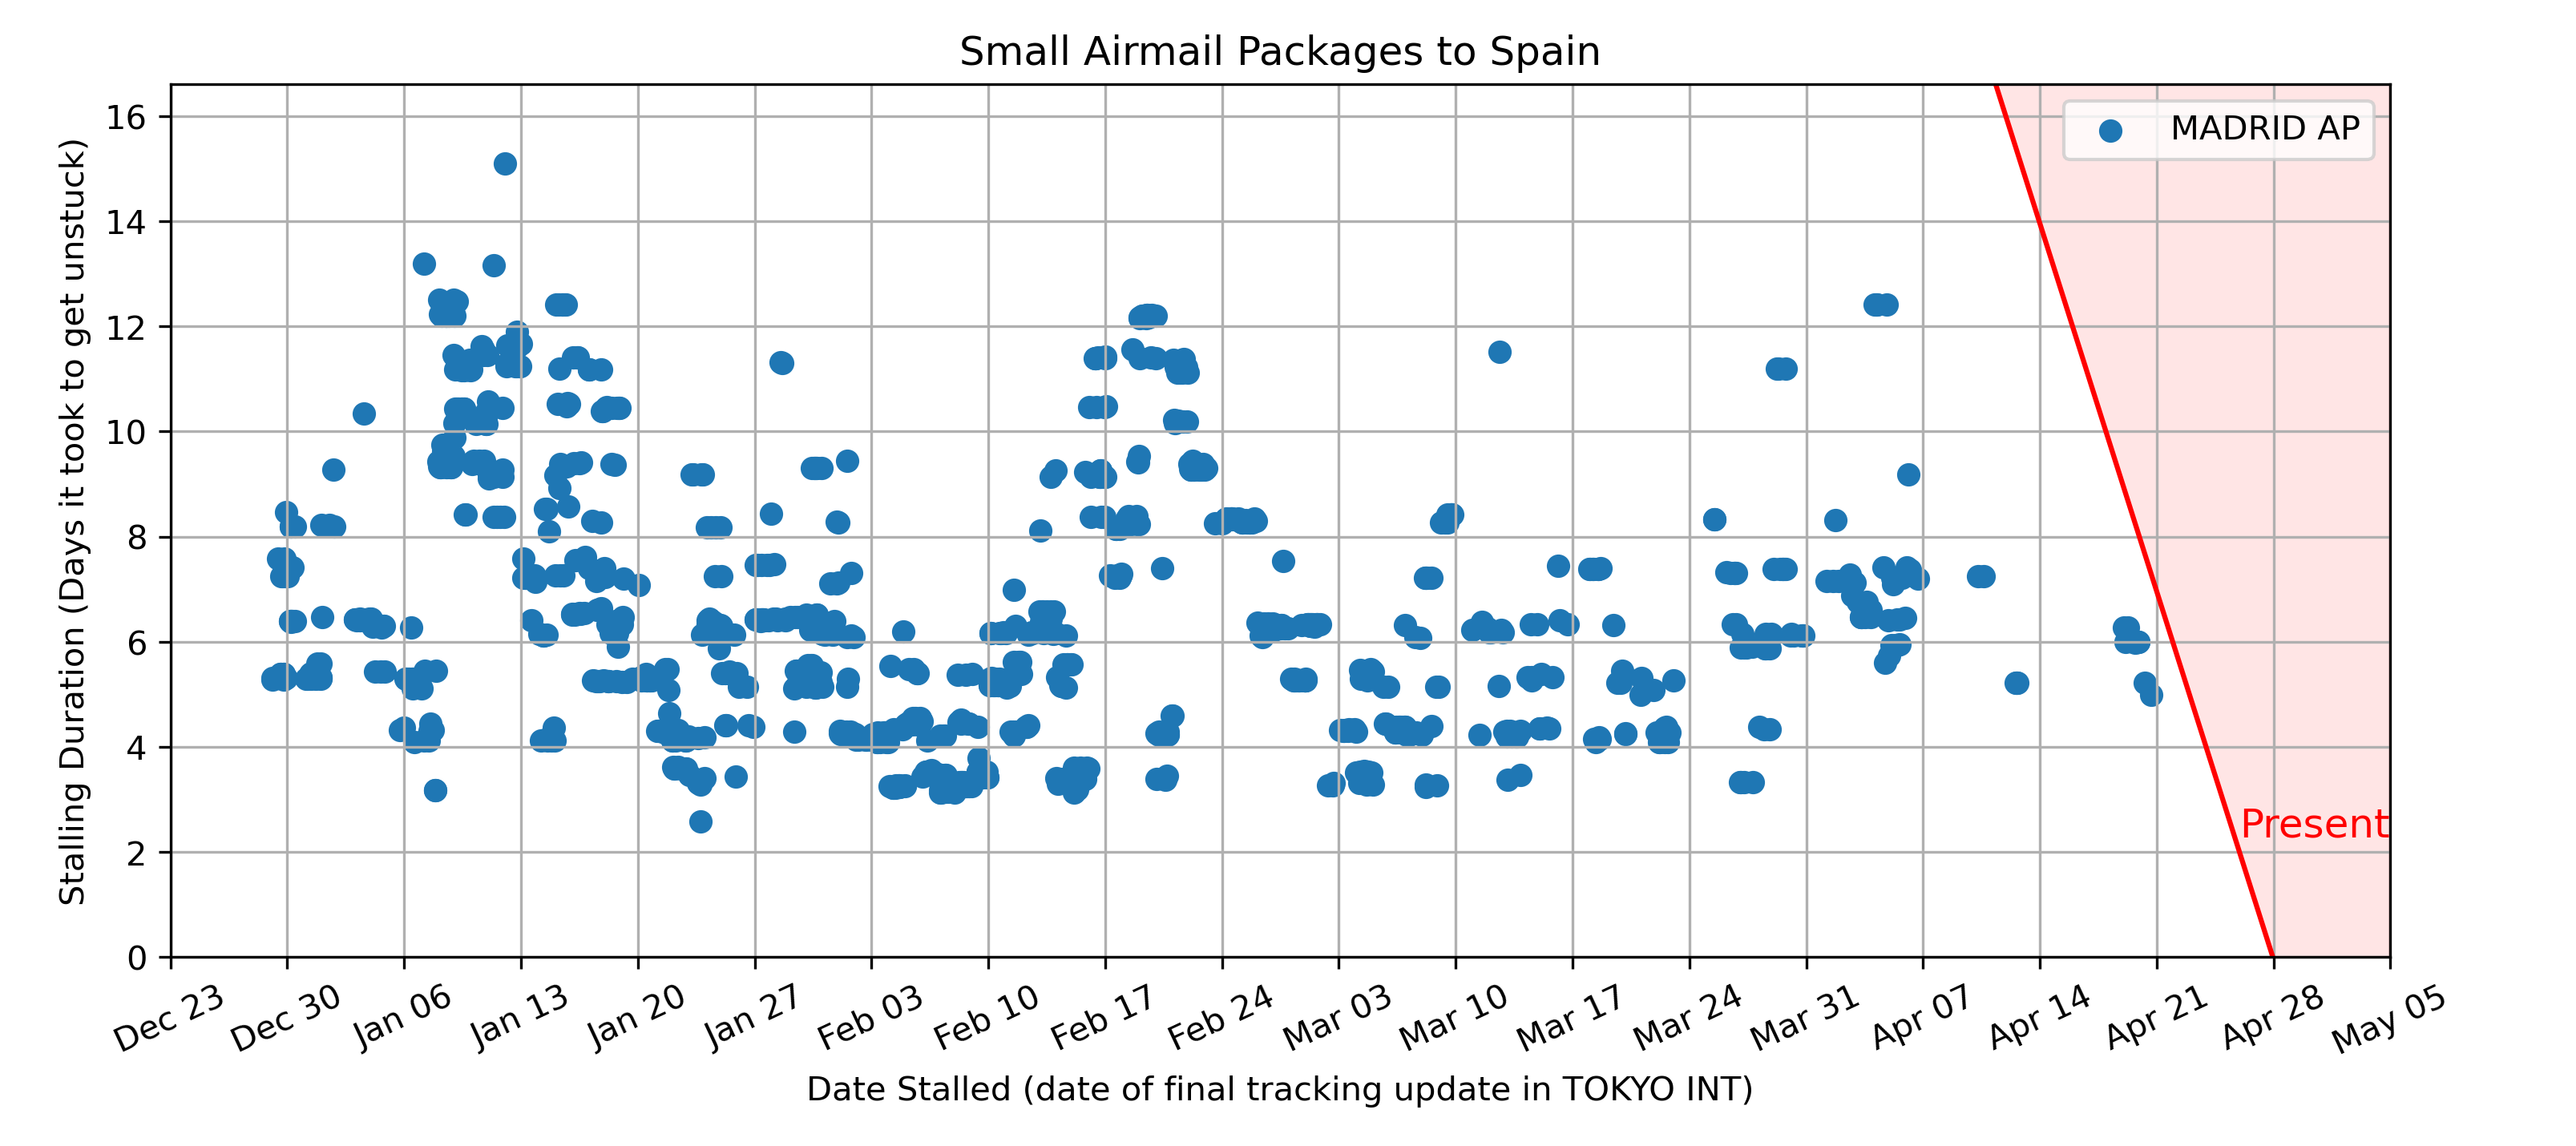 Small Airmail Packages to Spain
Stalling Duration (Days it took to get unstuck)
16
14
12
10
8
6
4
2
0
MADRID AP
Present
Dec 23
Dec 30
Jan 06
Jan 13
Jan 20
Jan 27
Feb 03
Feb 10
Feb 17
Feb 24
Mar 03
Mar 10
Mar 17
Mar 24
Mar 31
Apr 07
Apr 14
Apr 21
Apr 28
May 05
Date Stalled (date of final tracking update in TOKYO INT)